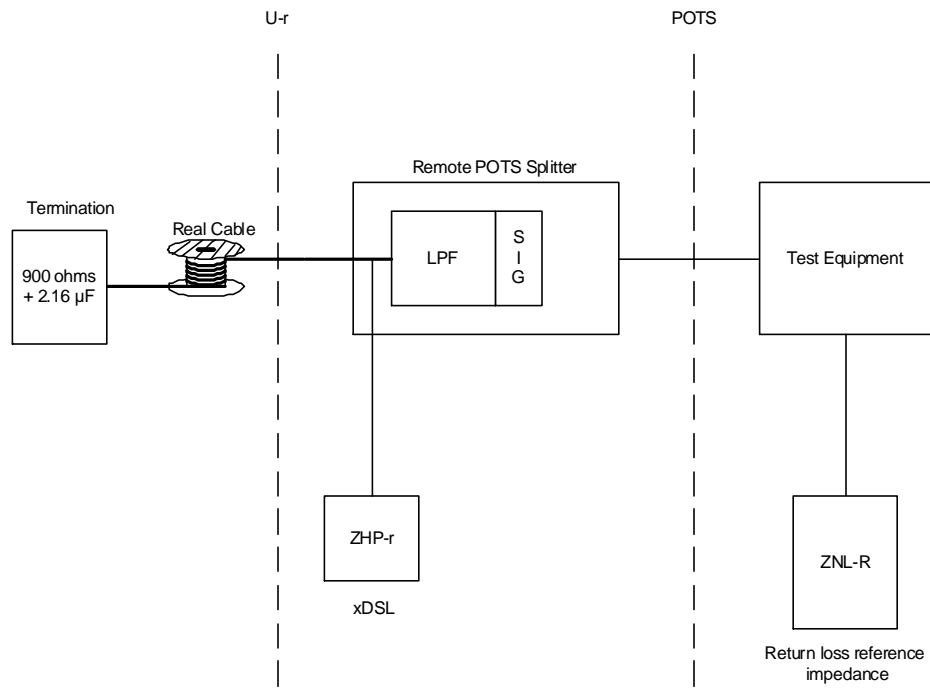 U-r
POTS
Remote POTS Splitter
Termination
Real Cable
900 ohms
+ 2.16 µF
LPF
S
I
G
Test Equipment
ZHP-r
xDSL
ZNL-R
Return loss reference
impedance